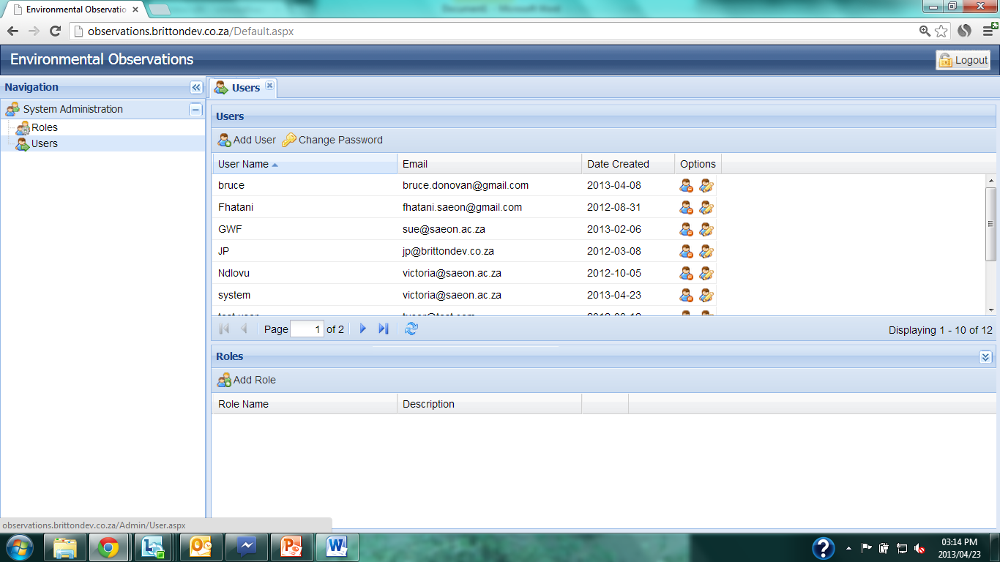 Environmental Observatio
observations.brittondev.co.za/Default.aspx
Environmental Observations
Logout
Navigation
System Administration
Roles
Users
Users
Users
Add User Change Password
User Name Email Date Created Options
bruce bruce.donovan@gmail.com 2013-04-08
Fhatani fhatani.saeon@gmail.com 2012-08-31
GWF sue@saeon.ac.za 2013-02-06
JP jp@brittondev.co.za 2012-03-08
Ndlovu victoria@saeon.ac.za 2012-10-05
system victoria@saeon.ac.za 2013-04-23
Page 1 of 2
Displaying 1 - 10 of 12
Roles
Add Role
Role Name Description
observations.brittondev.co.za/Admin/User.aspx
03:14 PM
2013/04/23